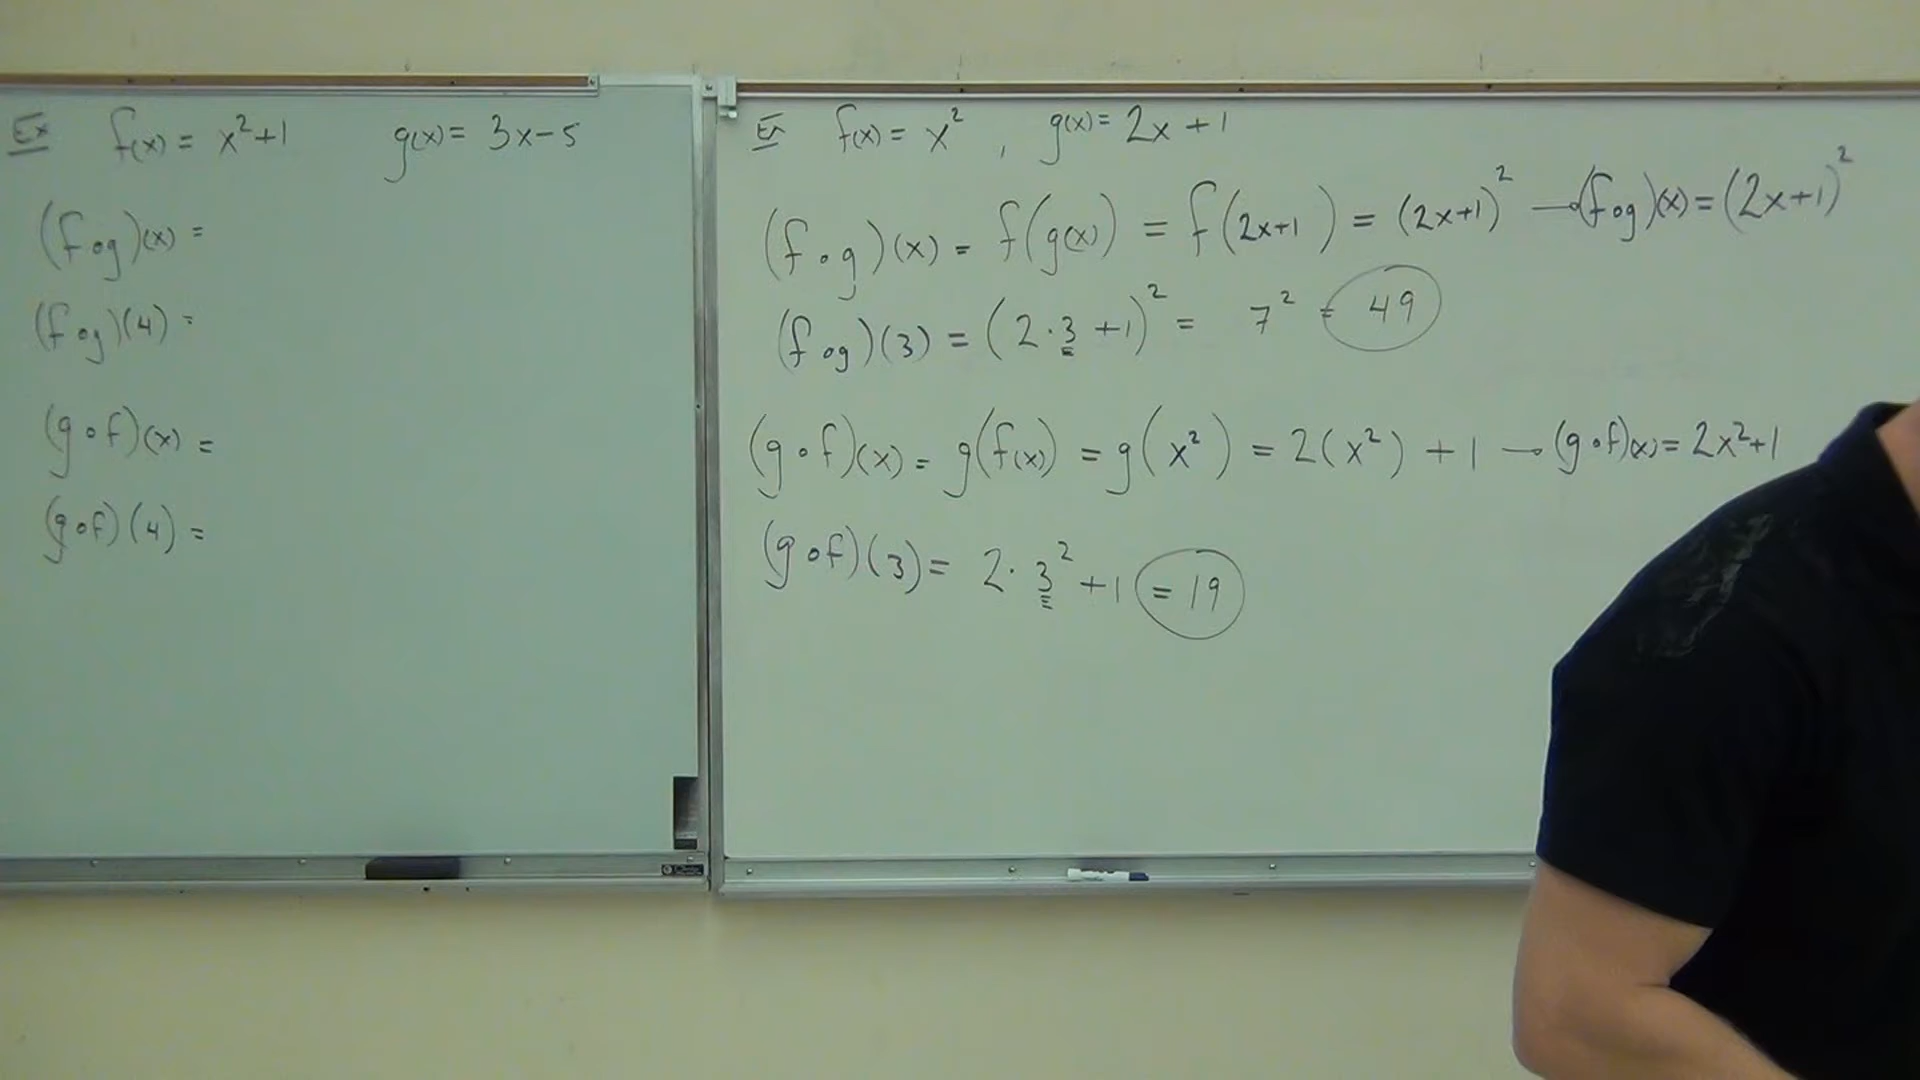 Ex f(x) = x²+1 g(x) = 3x-5
(f∘g)(x) =
(f∘g)(4) =
(g∘f)(x) =
(g∘f)(4) =
Ex f(x) = x² , g(x) = 2x +1
(f∘g)(x) = f(g(x)) = f(2x+1) = (2x+1)² → (f∘g)(x) = (2x+1)²
(f∘g)(3) = (2·3 +1)² = 7² = 49
(g∘f)(x) = g(f(x)) = g(x²) = 2(x²) + 1 → (g∘f)(x) = 2x²+1
(g∘f)(3) = 2·3² +1 = 19